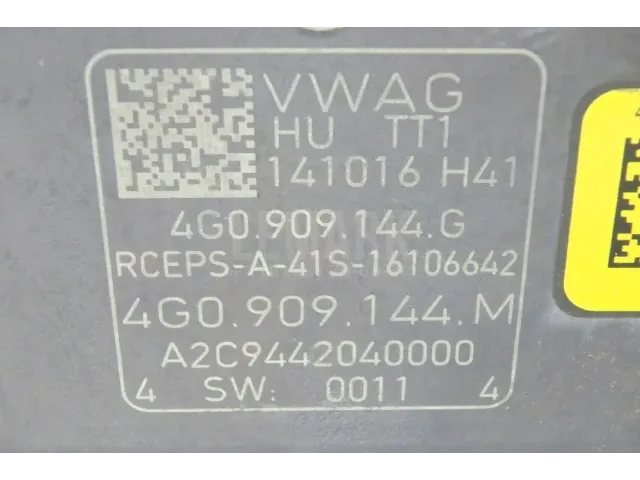 VWAG
HU TT1
141016 H41
4G0.909.144.G
RCEPS-A-41S-16106642
4G0.909.144.M
A2C9442040000
4 SW: 0011 4